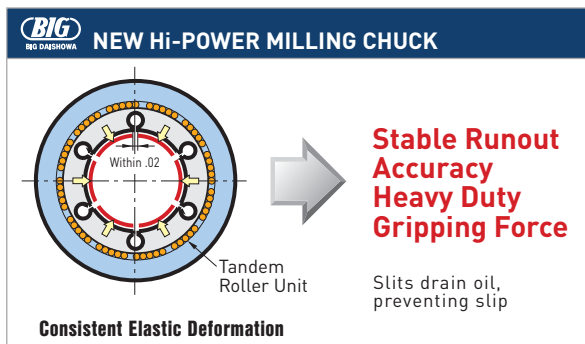 BIG
BIG DAISHOWA
NEW Hi-POWER MILLING CHUCK
Within .02
Tandem
Roller Unit
Consistent Elastic Deformation
Stable Runout
Accuracy
Heavy Duty
Gripping Force
Slits drain oil,
preventing slip